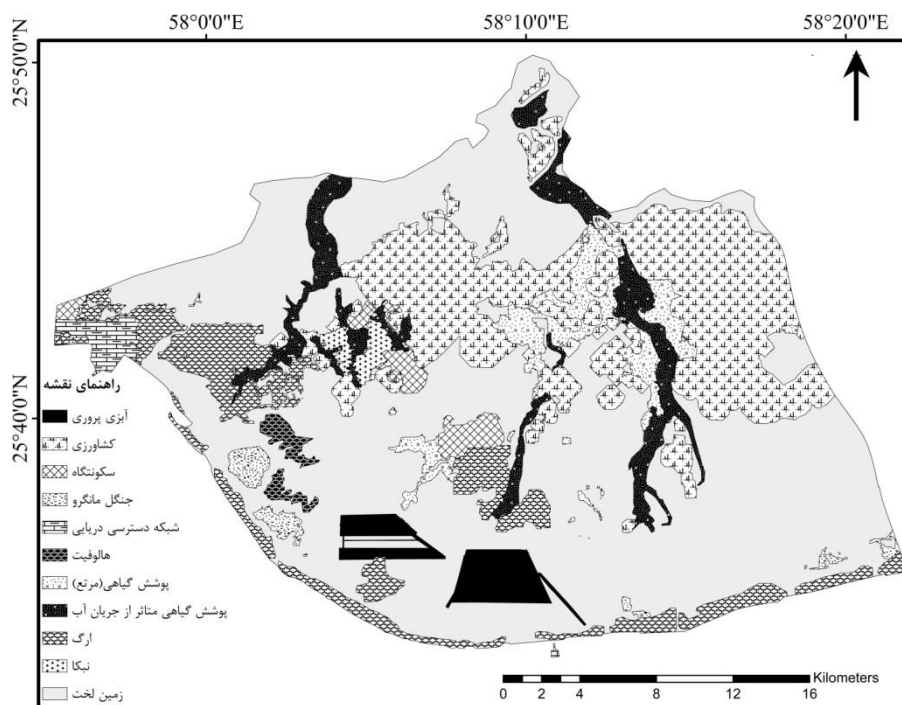 58°0'0"E 58°10'0"E 58°20'0"E
25°50'0"N
25°40'0"N
راهنمای نقشه
آبزی پروری
کشاورزی
سکونتگاه
جنگل مانگرو
شبکه دسترسی دریایی
هالوفیت
پوشش گیاهی(مرتع)
پوشش گیاهی متاثر از جریان آب
ارگ
نبکا
زمین لخت
Kilometers
0 2 4 8 12 16